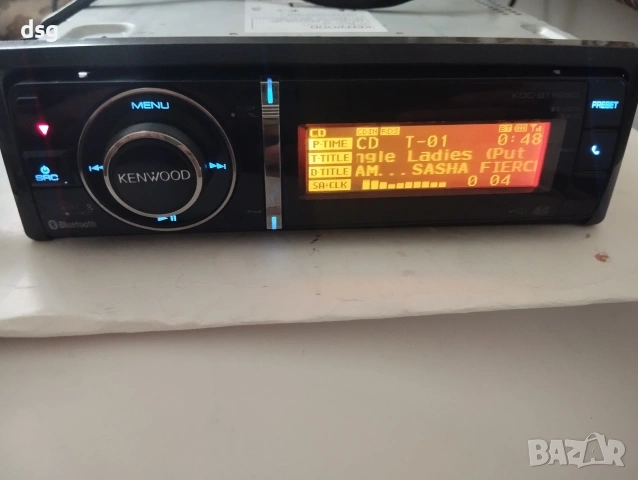 dsg
MENU
KENWOOD
SRC
Bluetooth
PRESET
CD
P-TIME CD T-01 0:48
T-TITLE ngle Ladies (Put
D-TITLE AM... SASHA FIERC
SA+CLK 0 04
BAZAR